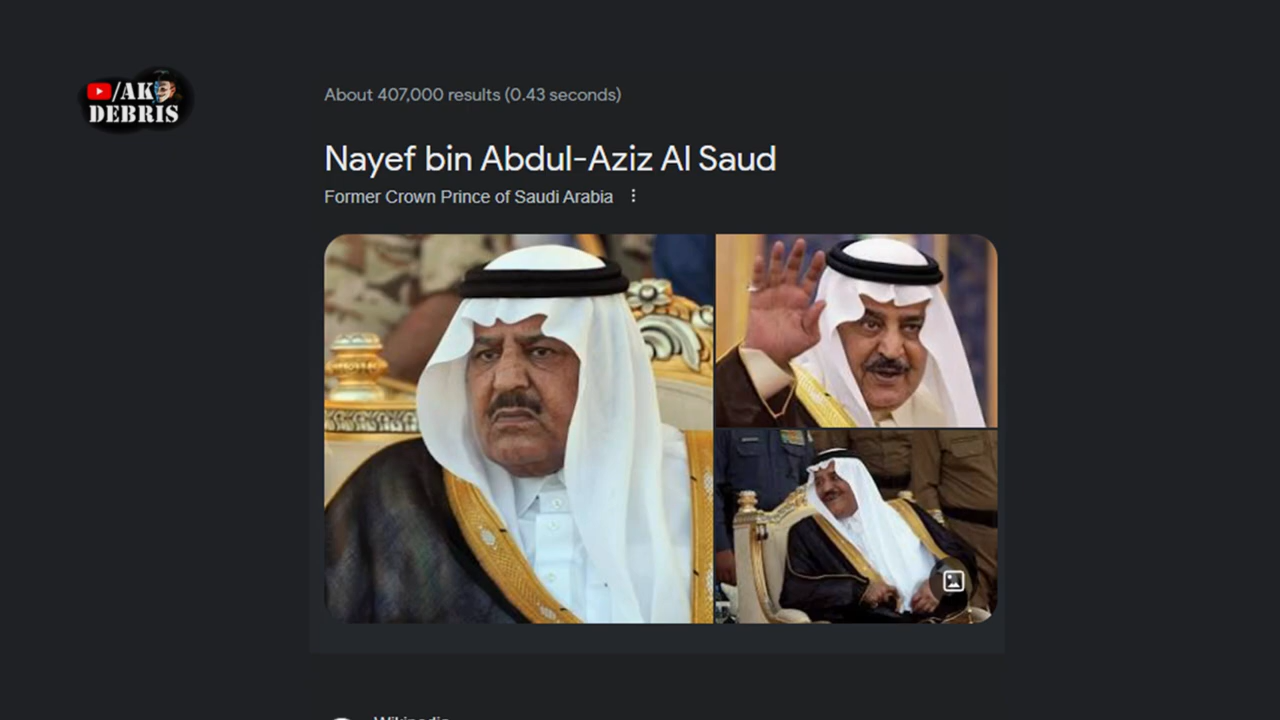 /AK
DEBRIS
About 407,000 results (0.43 seconds)
Nayef bin Abdul-Aziz Al Saud
Former Crown Prince of Saudi Arabia
Wikipedia